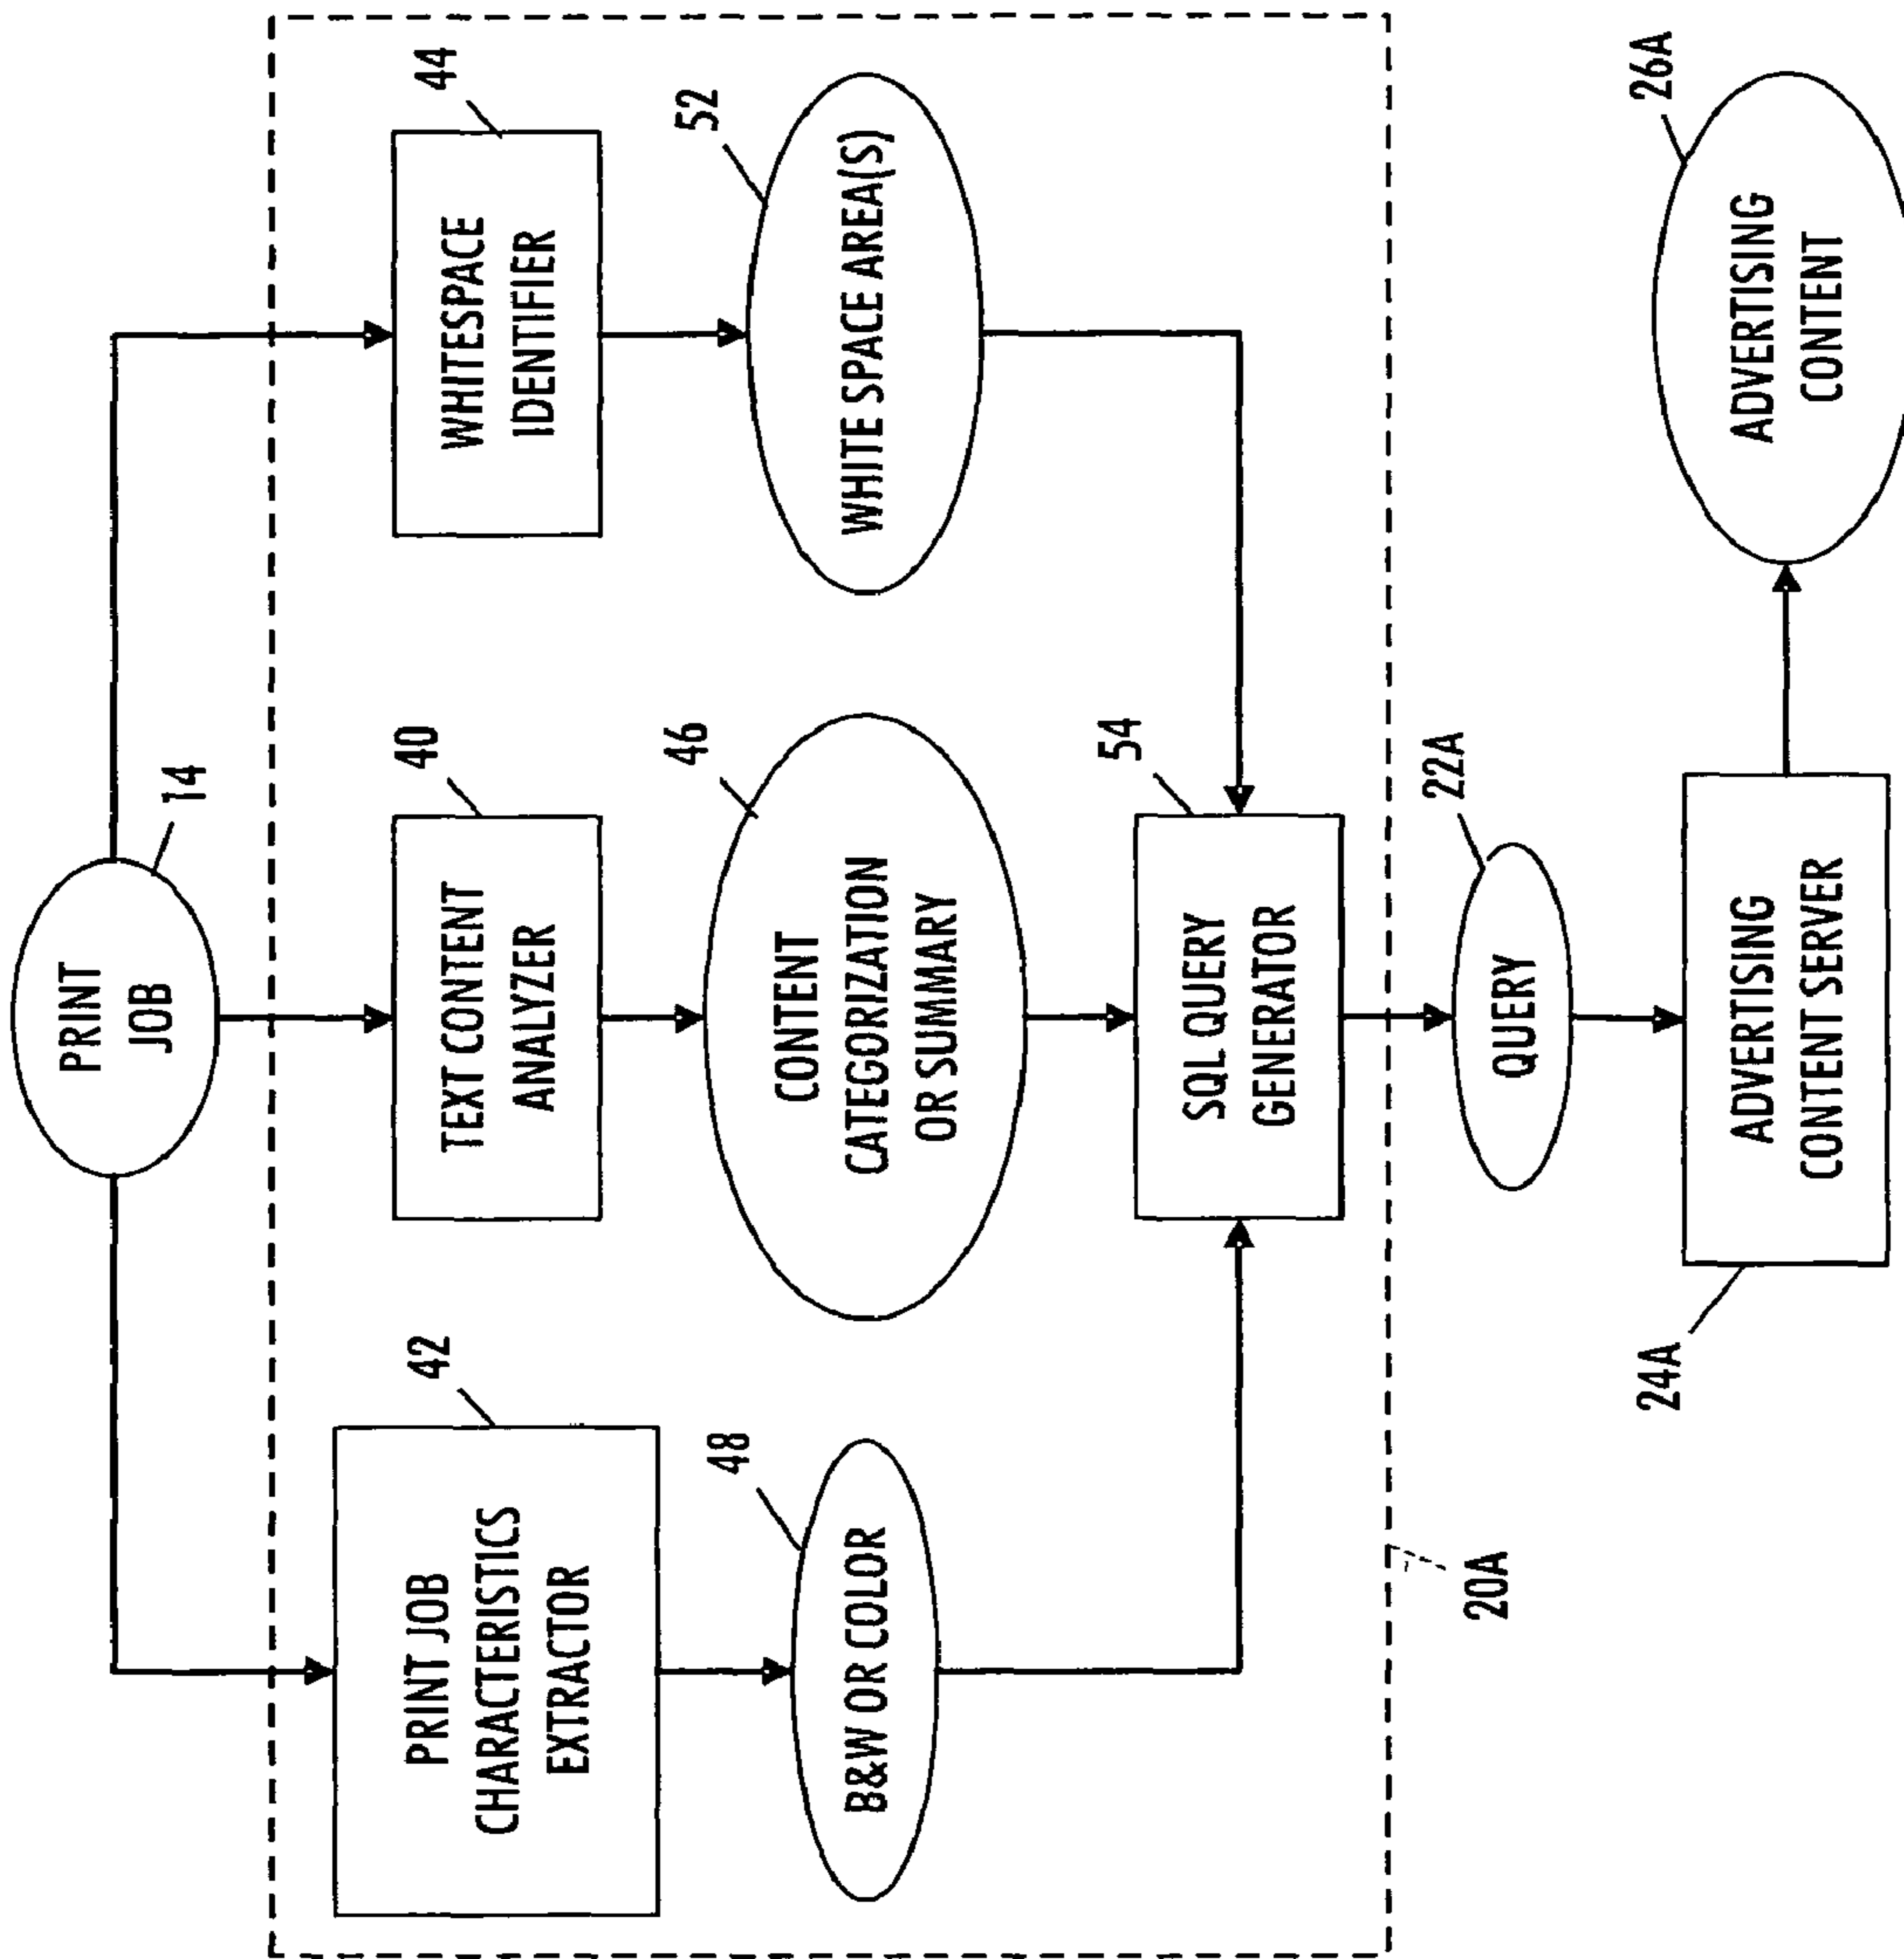 PRINT
JOB
14
PRINT JOB
CHARACTERISTICS
EXTRACTOR
42
TEXT CONTENT
ANALYZER
40
WHITESPACE
IDENTIFIER
44
B&W OR COLOR
48
CONTENT
CATEGORIZATION
OR SUMMARY
46
WHITE SPACE AREA(S)
52
SQL QUERY
GENERATOR
54
20A
QUERY
22A
ADVERTISING
CONTENT SERVER
24A
ADVERTISING
CONTENT
26A